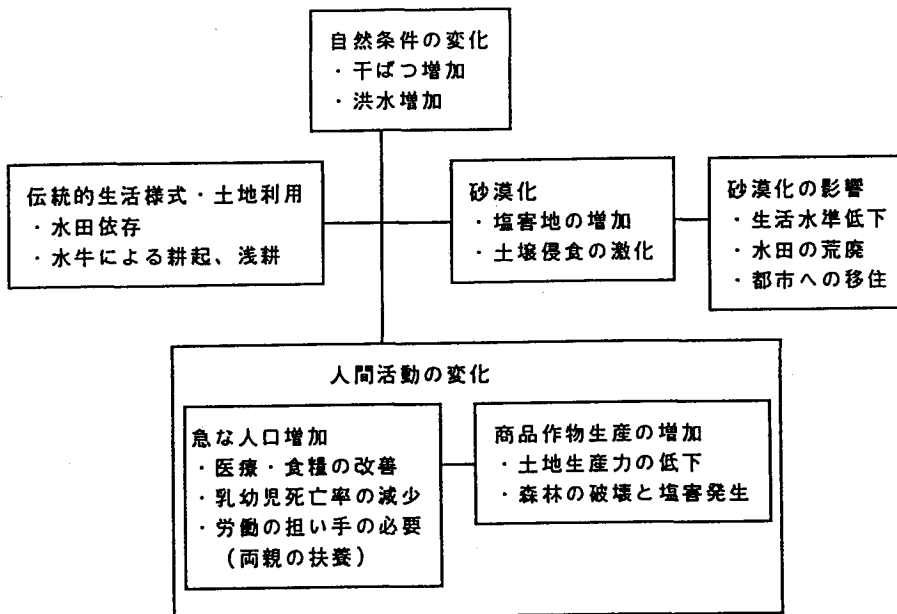 自然条件の変化
・干ばつ増加
・洪水増加
伝統的生活様式・土地利用
・水田依存
・水牛による耕起、浅耕
砂漠化
・塩害地の増加
・土壌侵食の激化
砂漠化の影響
・生活水準低下
・水田の荒廃
・都市への移住
人間活動の変化
急な人口増加
・医療・食糧の改善
・乳幼児死亡率の減少
・労働の担い手の必要
（両親の扶養）
商品作物生産の増加
・土地生産力の低下
・森林の破壊と塩害発生